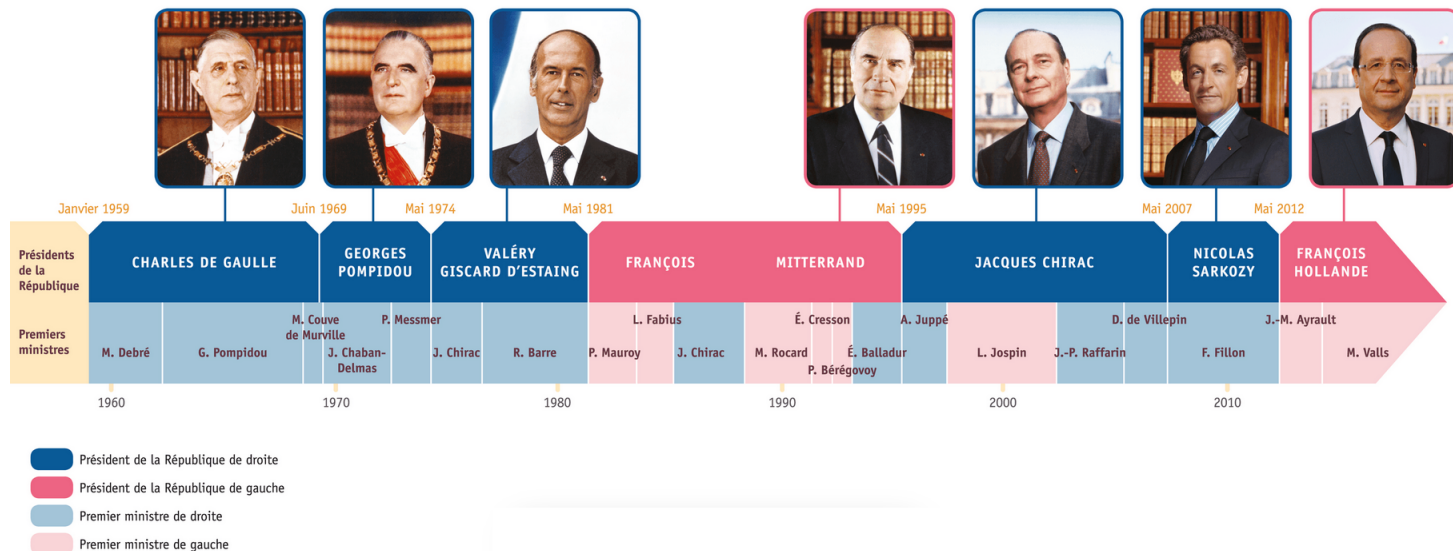 Janvier 1959
Juin 1969
Mai 1974
Mai 1981
Mai 1995
Mai 2007
Mai 2012
Présidents
de la
République
CHARLES DE GAULLE
GEORGES
POMPIDOU
VALÉRY
GISCARD D'ESTAING
FRANÇOIS MITTERRAND
JACQUES CHIRAC
NICOLAS
SARKOZY
FRANÇOIS
HOLLANDE
Premiers
ministres
M. Debré
G. Pompidou
M. Couve
de Murville
J. Chaban-
Delmas
P. Messmer
J. Chirac
R. Barre
P. Mauroy
L. Fabius
J. Chirac
M. Rocard
É. Cresson
P. Bérégovoy
É. Balladur
A. Juppé
L. Jospin
J.-P. Raffarin
D. de Villepin
F. Fillon
J.-M. Ayrault
M. Valls
1960
1970
1980
1990
2000
2010
Président de la République de droite
Président de la République de gauche
Premier ministre de droite
Premier ministre de gauche